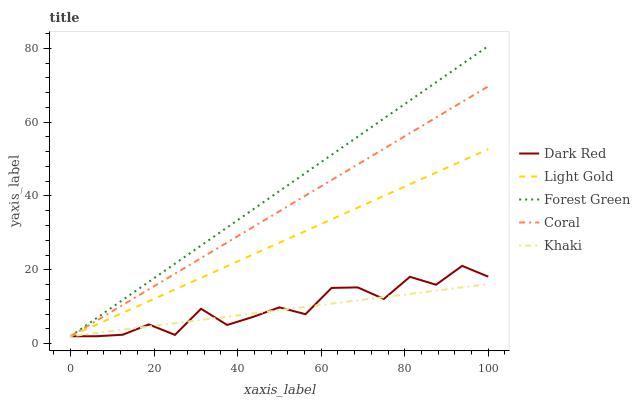 title
80
60
40
20
0
yaxis_label
0 20 40 60 80 100
xaxis_label
Dark Red
Light Gold
Forest Green
Coral
Khaki